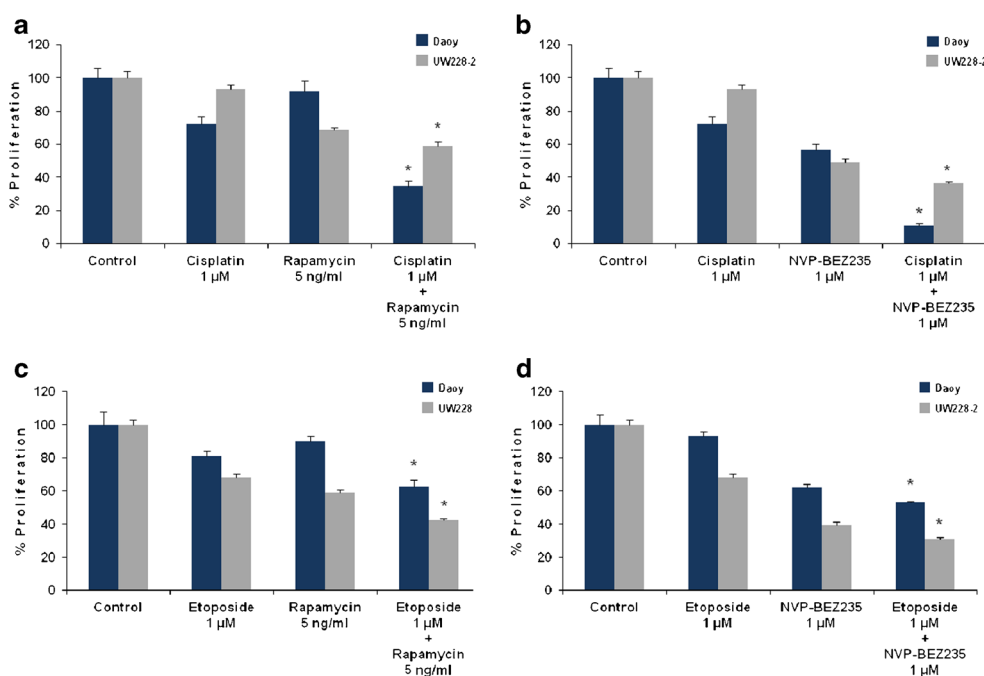 a
120
100
80
60
40
20
0
% Proliferation
Daoy
UW228-2
*
*
Control
Cisplatin
1 µM
Rapamycin
5 ng/ml
Cisplatin
1 µM
+
Rapamycin
5 ng/ml
b
120
100
80
60
40
20
0
% Proliferation
Daoy
UW228-2
*
*
Control
Cisplatin
1 µM
NVP-BEZ235
1 µM
Cisplatin
1 µM
+
NVP-BEZ235
1 µM
c
120
100
80
60
40
20
0
% Proliferation
Daoy
UW228
*
*
Control
Etoposide
1 µM
Rapamycin
5 ng/ml
Etoposide
1 µM
+
Rapamycin
5 ng/ml
d
120
100
80
60
40
20
0
% Proliferation
Daoy
UW228-2
*
*
Control
Etoposide
1 µM
NVP-BEZ235
1 µM
Etoposide
1 µM
+
NVP-BEZ235
1 µM